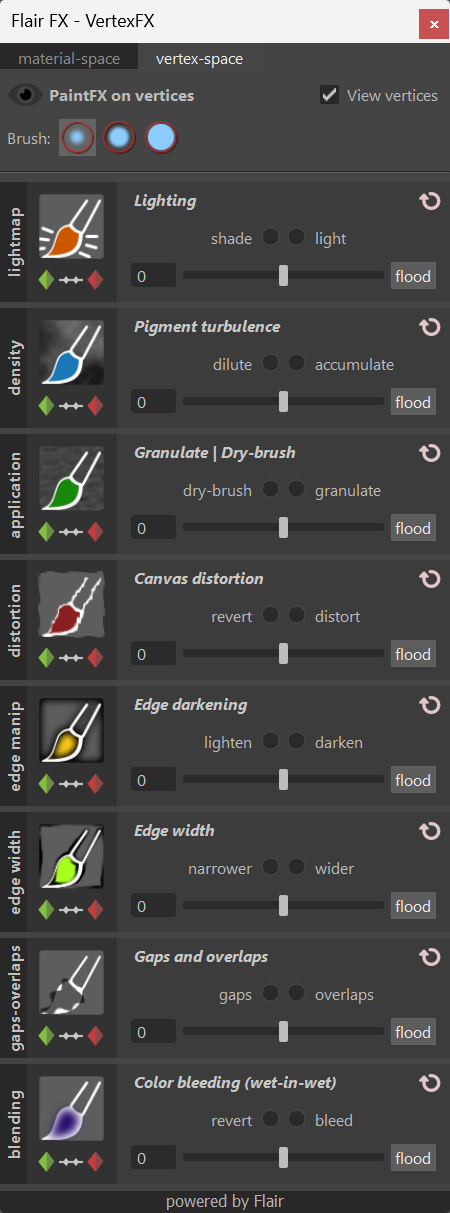 Flair FX - VertexFX
x
material-space vertex-space
PaintFX on vertices View vertices
Brush:
lightmap
Lighting
shade light
0 flood
density
Pigment turbulence
dilute accumulate
0 flood
application
Granulate | Dry-brush
dry-brush granulate
0 flood
distortion
Canvas distortion
revert distort
0 flood
edge manip
Edge darkening
lighten darken
0 flood
edge width
Edge width
narrower wider
0 flood
gaps-overlaps
Gaps and overlaps
gaps overlaps
0 flood
blending
Color bleeding (wet-in-wet)
revert bleed
0 flood
powered by Flair